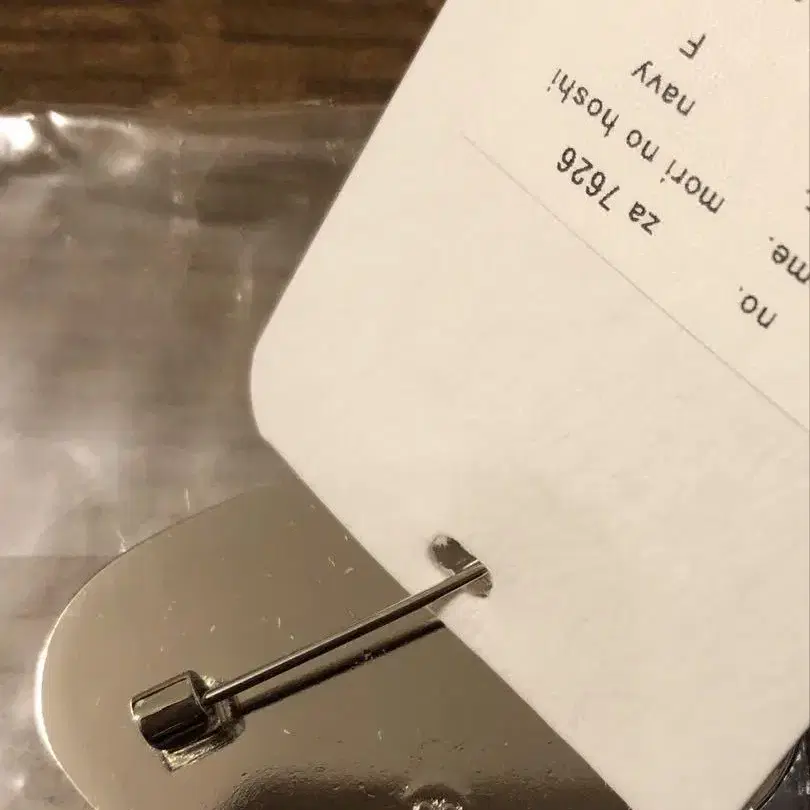 no. za 7626
me. mori no hoshi
navy
F